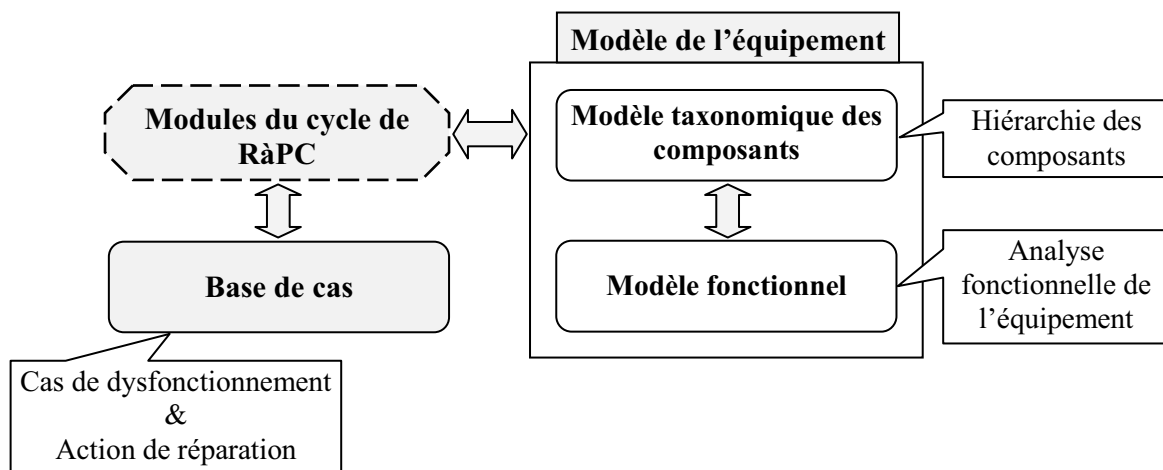 Modèle de l’équipement
Modules du cycle de
RàPC
Modèle taxonomique des
composants
Hiérarchie des
composants
Base de cas
Modèle fonctionnel
Analyse
fonctionnelle de
l’équipement
Cas de dysfonctionnement
&
Action de réparation